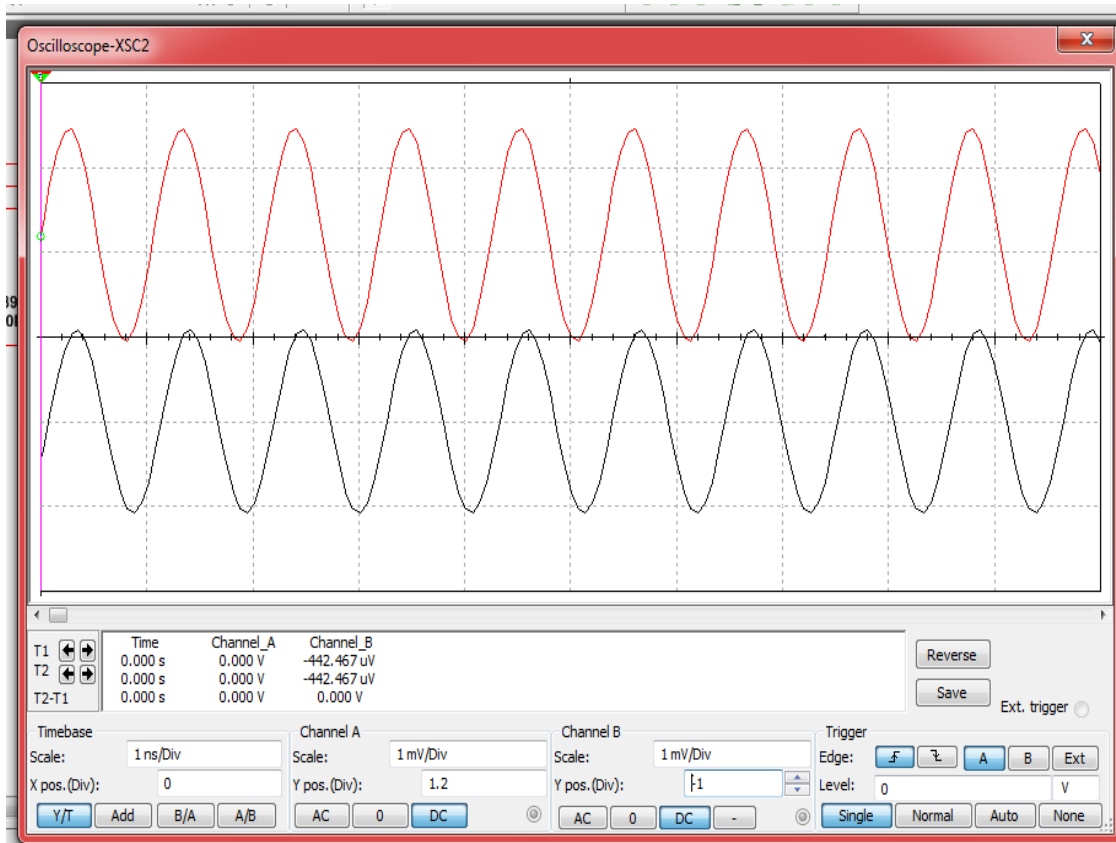 Oscilloscope-XSC2
Time Channel_A Channel_B
T1 0.000 s 0.000 V -442.467 uV
T2 0.000 s 0.000 V -442.467 uV
T2-T1 0.000 s 0.000 V 0.000 V
Reverse
Save
Ext. trigger
Timebase
Scale: 1 ns/Div
X pos.(Div): 0
Y/T Add B/A A/B
Channel A
Scale: 1 mV/Div
Y pos.(Div): 1.2
AC 0 DC
Channel B
Scale: 1 mV/Div
Y pos.(Div): -1
AC 0 DC -
Trigger
Edge: A B Ext
Level: 0 V
Single Normal Auto None